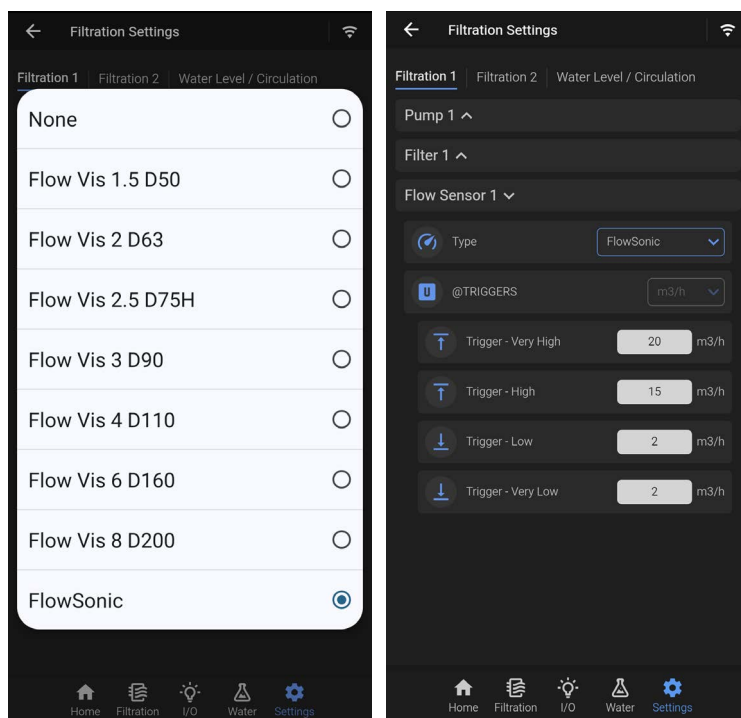 Filtration Settings
Filtration 1 Filtration 2 Water Level / Circulation
None
Flow Vis 1.5 D50
Flow Vis 2 D63
Flow Vis 2.5 D75H
Flow Vis 3 D90
Flow Vis 4 D110
Flow Vis 6 D160
Flow Vis 8 D200
FlowSonic
Home Filtration I/O Water Settings
Filtration Settings
Filtration 1 Filtration 2 Water Level / Circulation
Pump 1
Filter 1
Flow Sensor 1
Type FlowSonic
U @TRIGGERS m3/h
Trigger - Very High 20 m3/h
Trigger - High 15 m3/h
Trigger - Low 2 m3/h
Trigger - Very Low 2 m3/h
Home Filtration I/O Water Settings